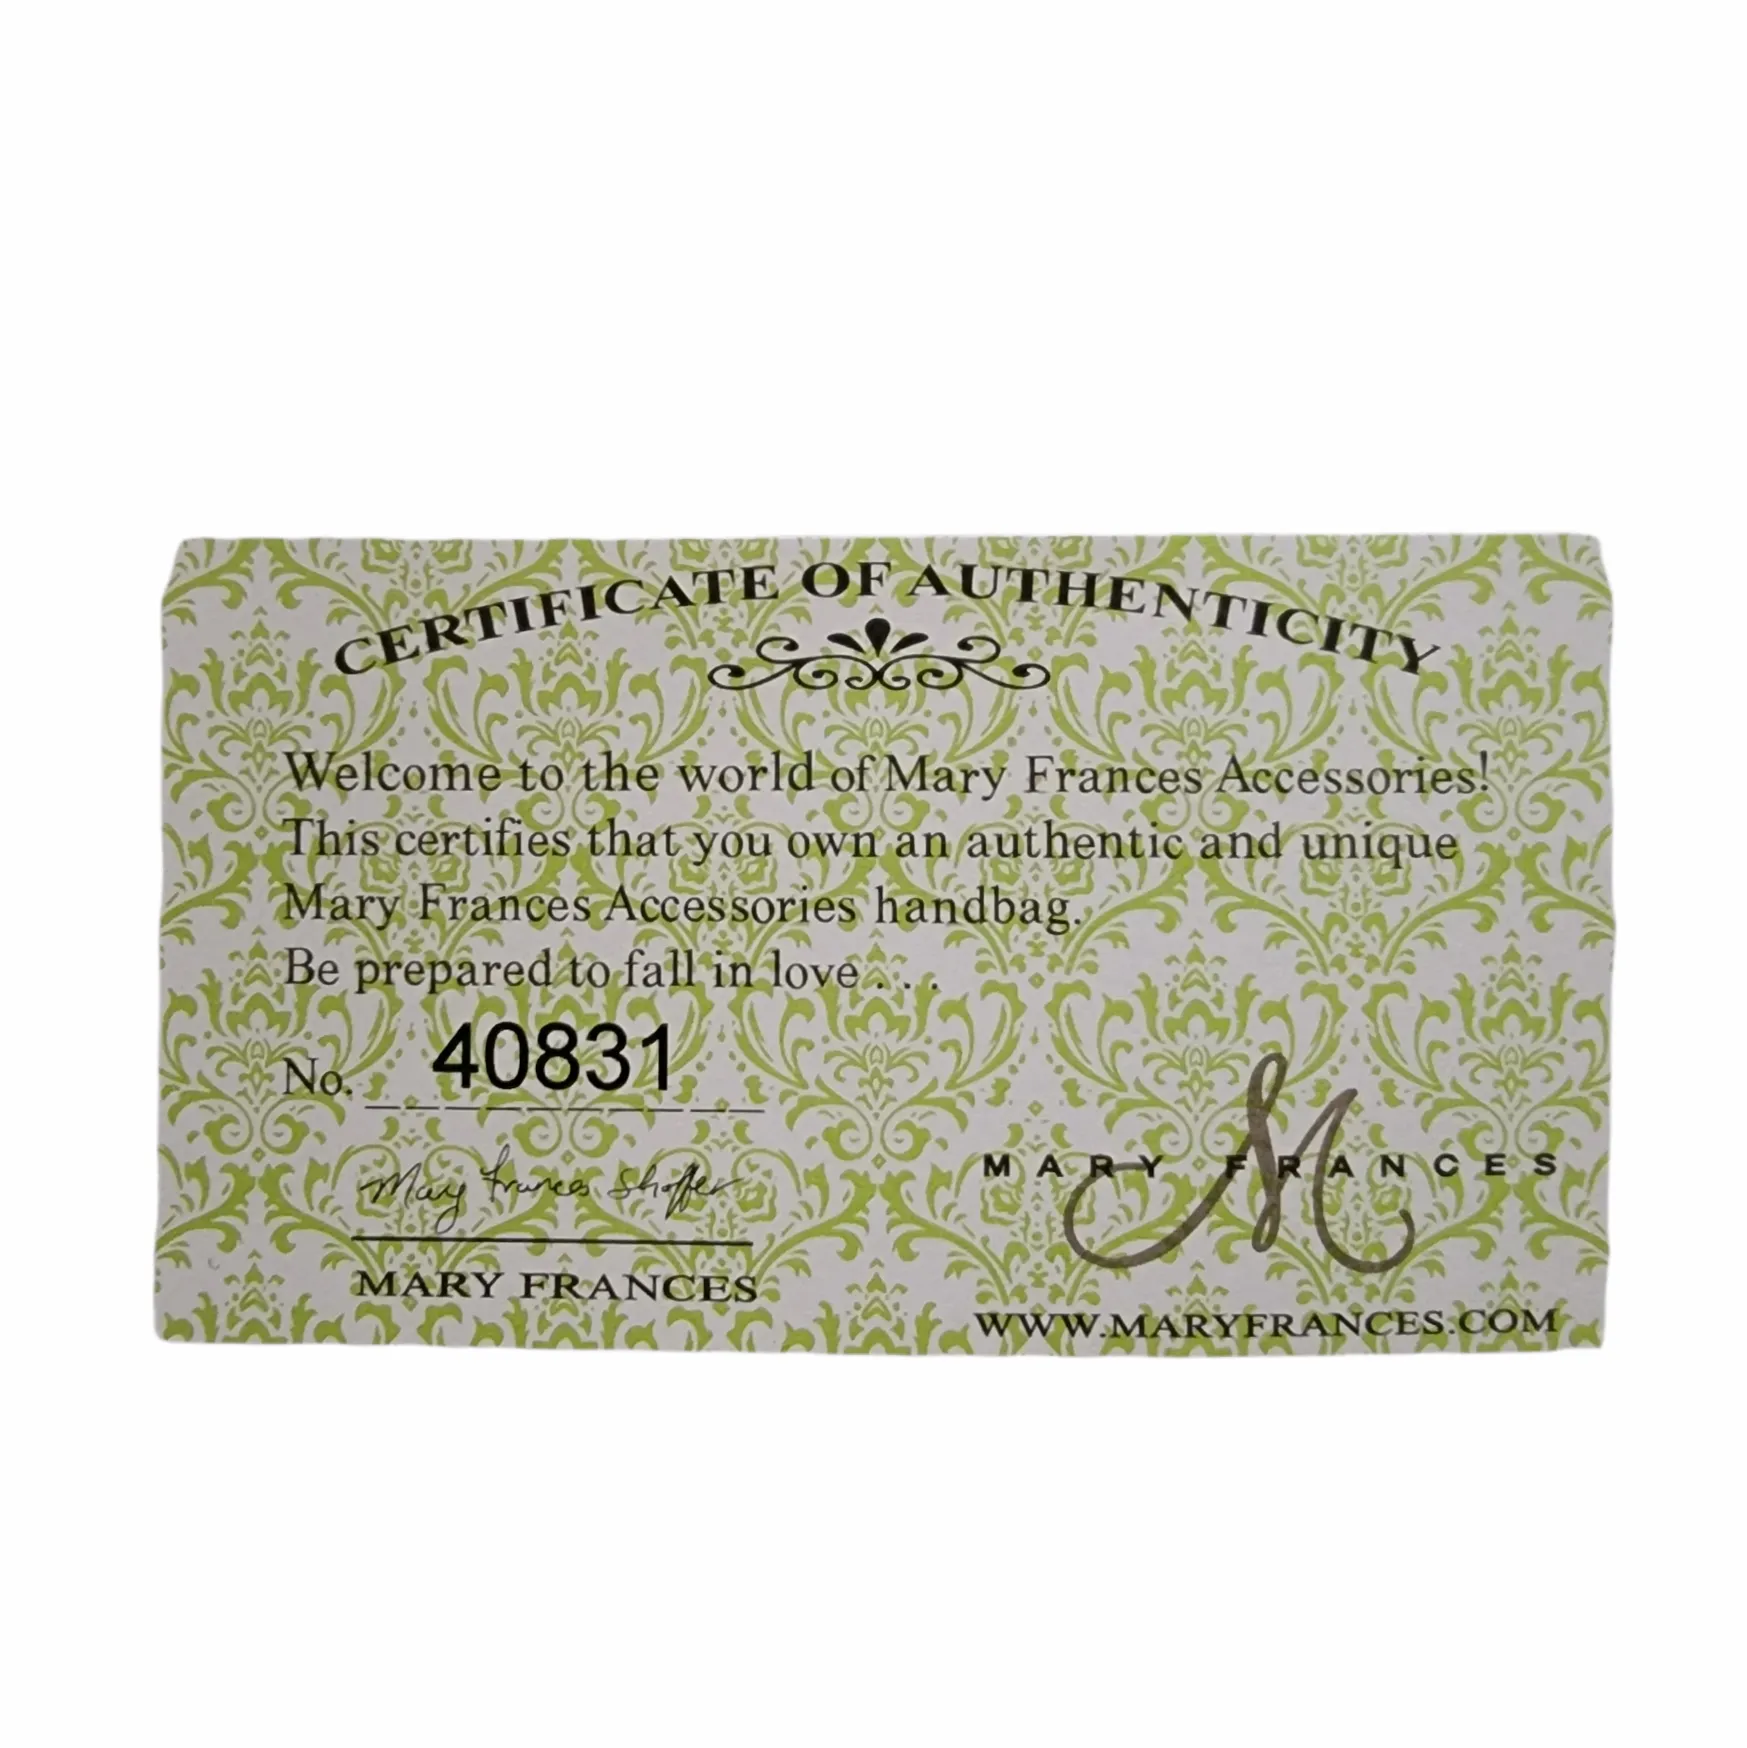 CERTIFICATE OF AUTHENTICITY
Welcome to the world of Mary Frances Accessories!
This certifies that you own an authentic and unique
Mary Frances Accessories handbag.
Be prepared to fall in love . . .
No. 40831
Mary Frances Shaffer
MARY FRANCES
M
MARY FRANCES
WWW.MARYFRANCES.COM